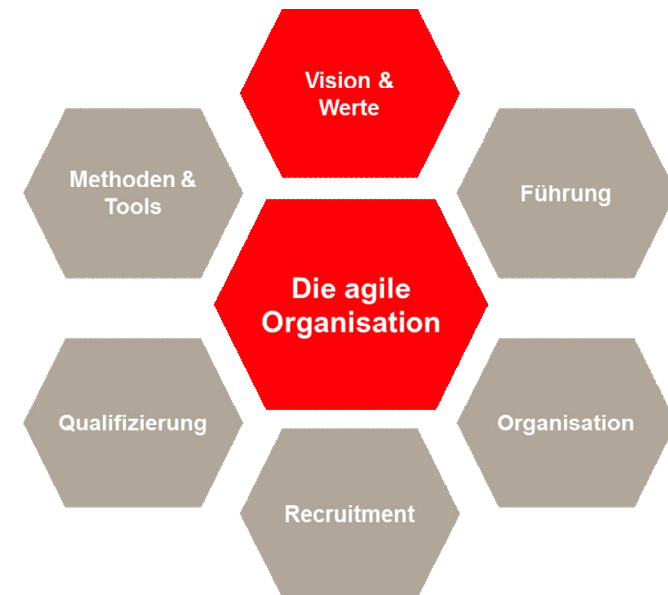 Vision &
Werte
Methoden &
Tools
Führung
Die agile
Organisation
Qualifizierung
Organisation
Recruitment